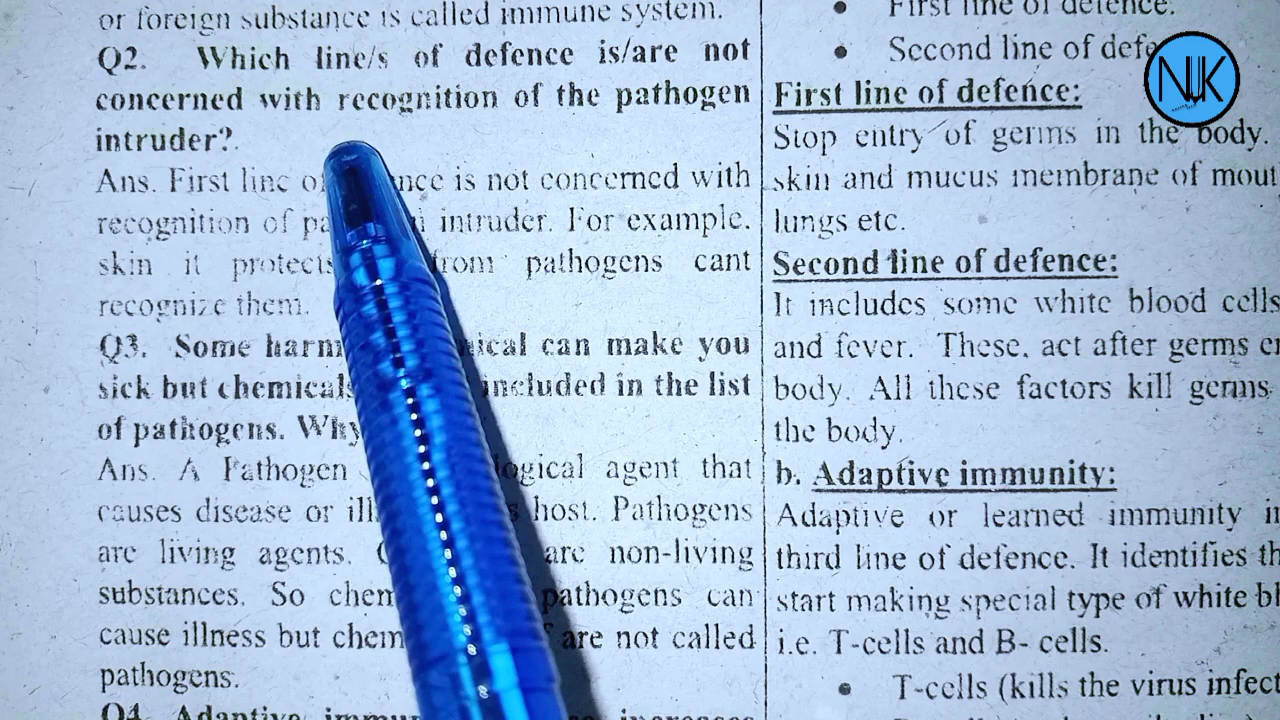 or foreign substance is called immune system.
Q2. Which line/s of defence is/are not
concerned with recognition of the pathogen
intruder?
Ans. First line of nce is not concerned with
recognition of pa intruder. For example,
skin it protects from pathogens cant
recognize them.
Q3. Some harm ical can make you
sick but chemicals included in the list
of pathogens. Why
Ans. A Pathogen logical agent that
causes disease or ill s host. Pathogens
are living agents. C are non-living
substances. So chem pathogens can
cause illness but chem f are not called
pathogens.
Q4. Adaptive immu increases
First line of defence.
Second line of defe
First line of defence:
Stop entry of germs in the body.
skin and mucus membrane of mout
lungs etc.
Second line of defence:
It includes some white blood cells
and fever. These, act after germs en
body. All these factors kill germs
the body.
b. Adaptive immunity:
Adaptive or learned immunity i
third line of defence. It identifies th
start making special type of white bl
i.e. T-cells and B- cells.
T-cells (kills the virus infect
NUK